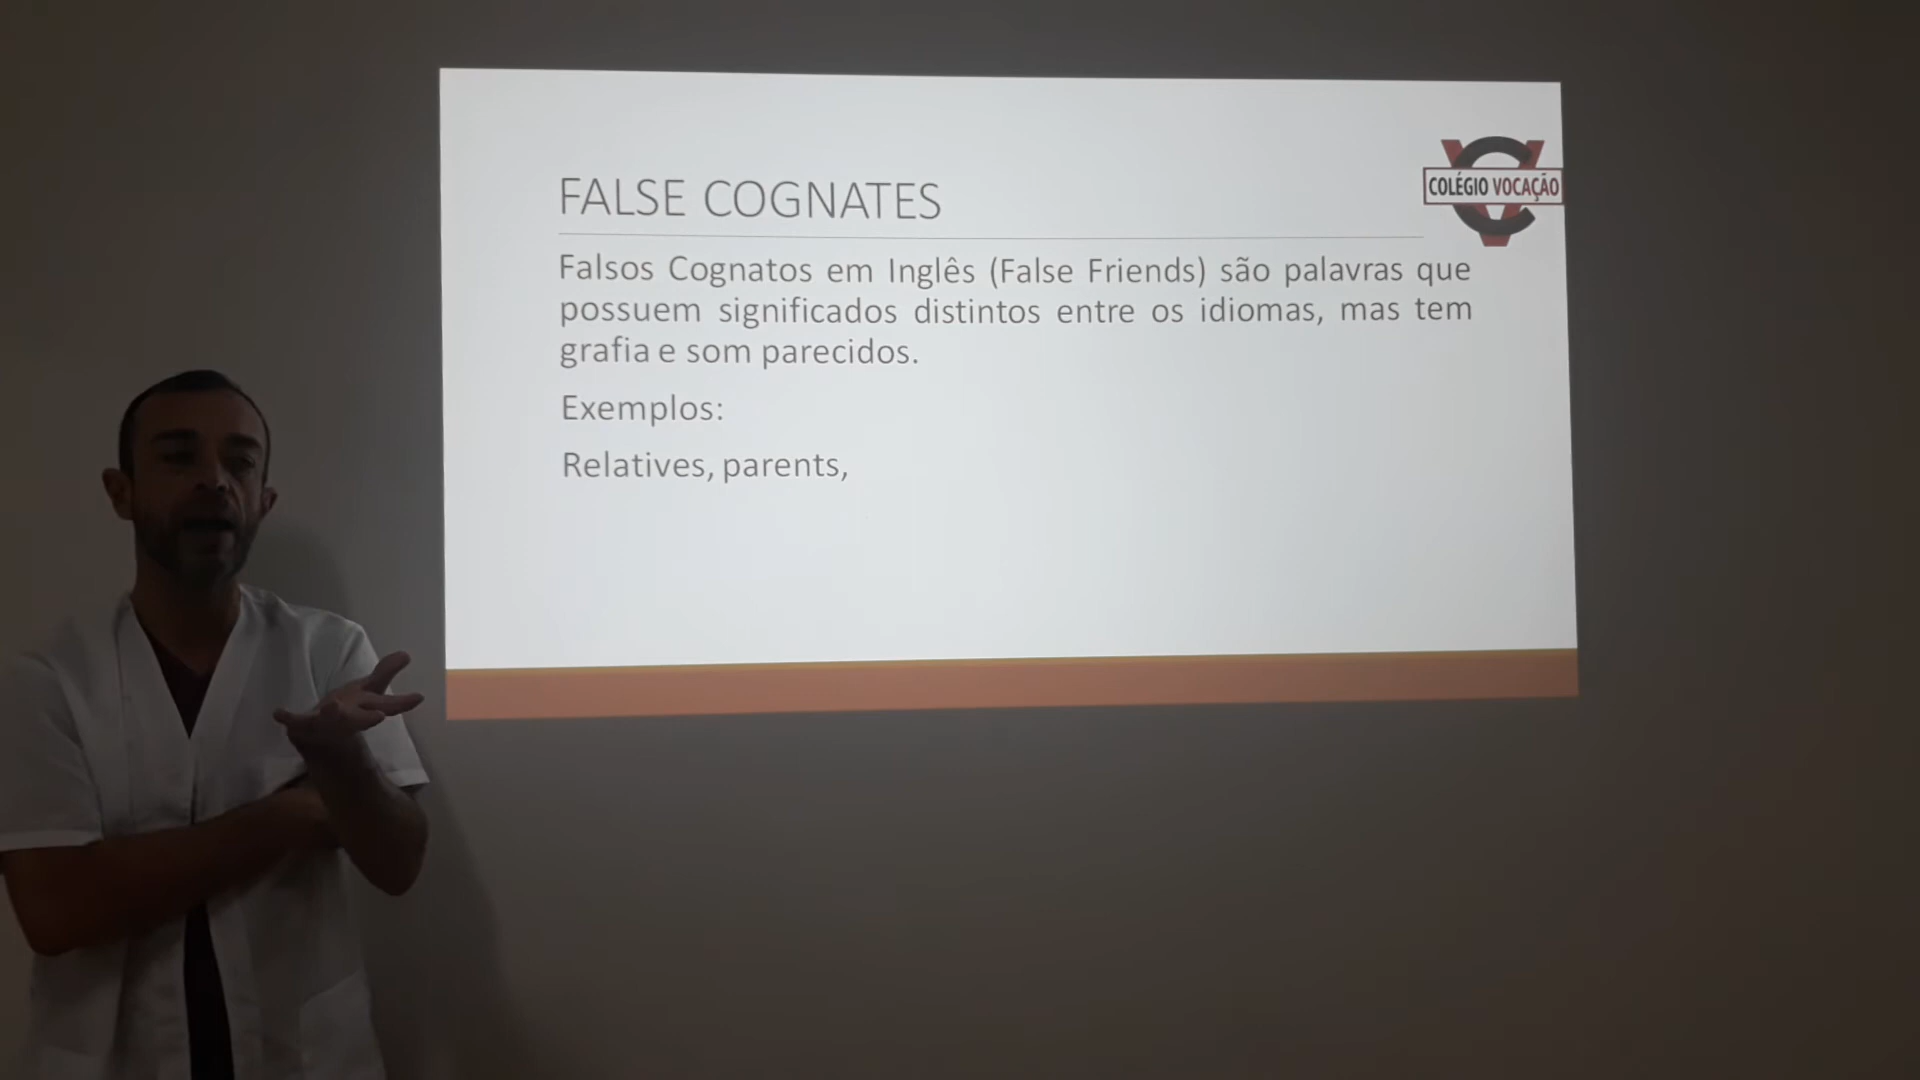 COLÉGIO VOCAÇÃO
FALSE COGNATES
Falsos Cognatos em Inglês (False Friends) são palavras que
possuem significados distintos entre os idiomas, mas tem
grafia e som parecidos.
Exemplos:
Relatives, parents,